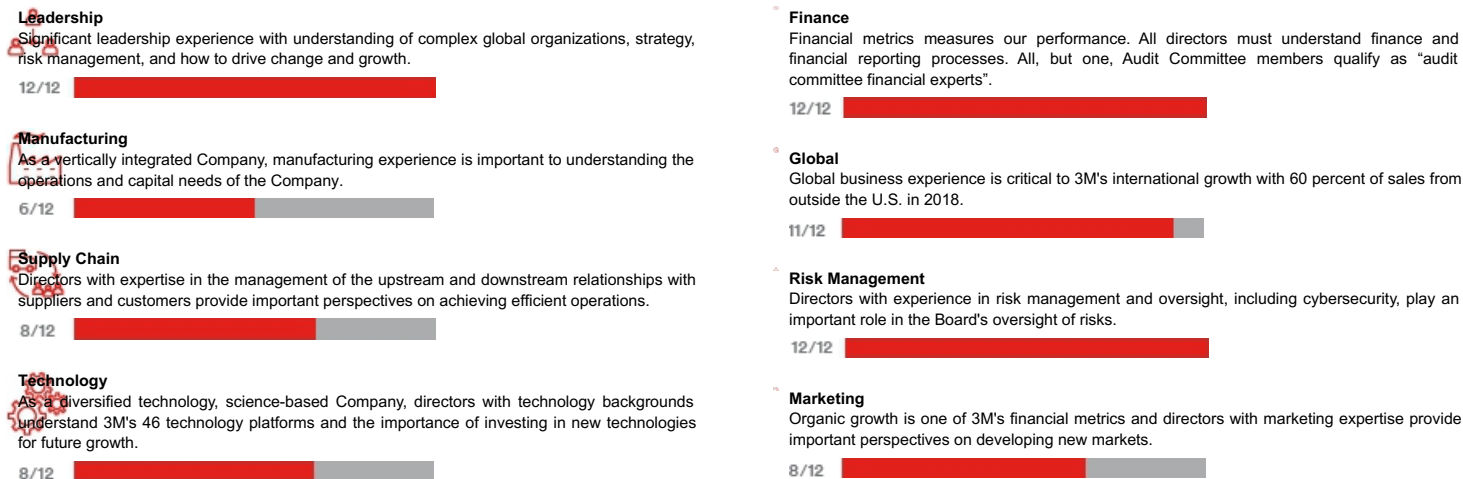 Leadership
Significant leadership experience with understanding of complex global organizations, strategy,
risk management, and how to drive change and growth.
12/12
Manufacturing
As a vertically integrated Company, manufacturing experience is important to understanding the
operations and capital needs of the Company.
6/12
Supply Chain
Directors with expertise in the management of the upstream and downstream relationships with
suppliers and customers provide important perspectives on achieving efficient operations.
8/12
Technology
As a diversified technology, science-based Company, directors with technology backgrounds
understand 3M's 46 technology platforms and the importance of investing in new technologies
for future growth.
8/12
Finance
Financial metrics measures our performance. All directors must understand finance and
financial reporting processes. All, but one, Audit Committee members qualify as “audit
committee financial experts”.
12/12
Global
Global business experience is critical to 3M's international growth with 60 percent of sales from
outside the U.S. in 2018.
11/12
Risk Management
Directors with experience in risk management and oversight, including cybersecurity, play an
important role in the Board's oversight of risks.
12/12
Marketing
Organic growth is one of 3M's financial metrics and directors with marketing expertise provide
important perspectives on developing new markets.
8/12